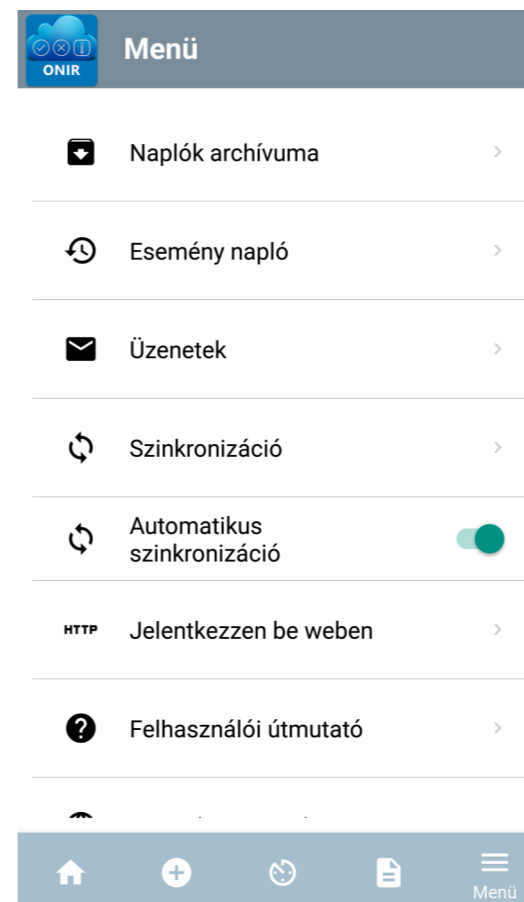 ONIR
Menü
Naplók archívuma
Esemény napló
Üzenetek
Szinkronizáció
Automatikus
szinkronizáció
HTTP
Jelentkezzen be weben
Felhasználói útmutató
Menü